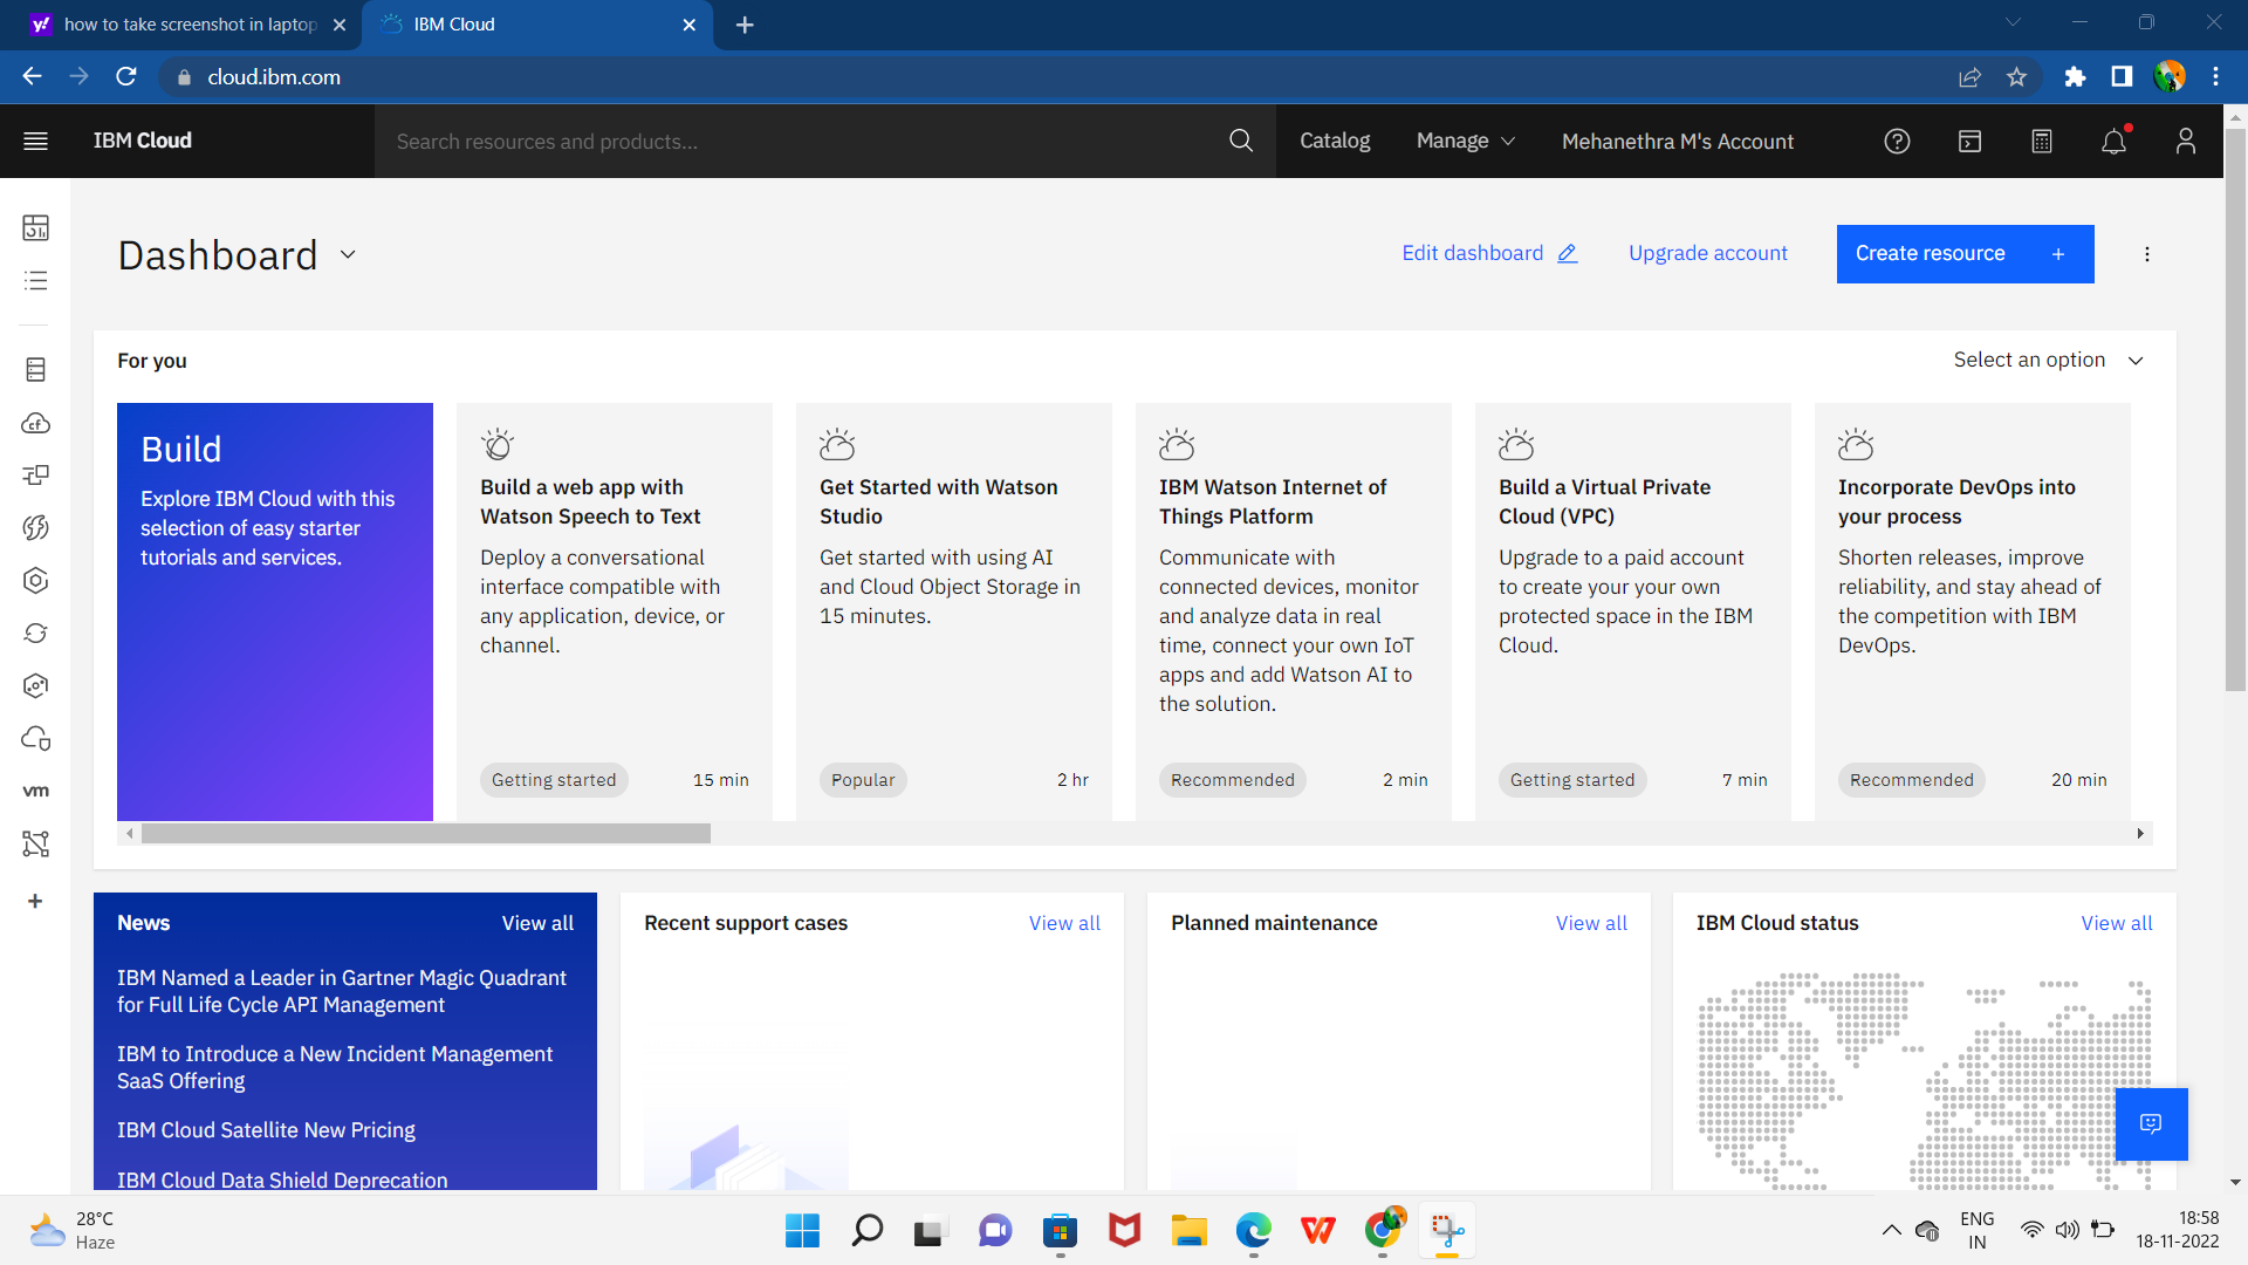 how to take screenshot in laptop
IBM Cloud
cloud.ibm.com
IBM Cloud
Search resources and products...
Catalog
Manage
Mehanethra M's Account
Dashboard
Edit dashboard
Upgrade account
Create resource +
For you
Select an option
Build
Explore IBM Cloud with this
selection of easy starter
tutorials and services.
Build a web app with
Watson Speech to Text
Deploy a conversational
interface compatible with
any application, device, or
channel.
Getting started
15 min
Get Started with Watson
Studio
Get started with using AI
and Cloud Object Storage in
15 minutes.
Popular
2 hr
IBM Watson Internet of
Things Platform
Communicate with
connected devices, monitor
and analyze data in real
time, connect your own IoT
apps and add Watson AI to
the solution.
Recommended
2 min
Build a Virtual Private
Cloud (VPC)
Upgrade to a paid account
to create your your own
protected space in the IBM
Cloud.
Getting started
7 min
Incorporate DevOps into
your process
Shorten releases, improve
reliability, and stay ahead of
the competition with IBM
DevOps.
Recommended
20 min
cf
vm
News
View all
IBM Named a Leader in Gartner Magic Quadrant
for Full Life Cycle API Management
IBM to Introduce a New Incident Management
SaaS Offering
IBM Cloud Satellite New Pricing
IBM Cloud Data Shield Deprecation
Recent support cases
View all
Planned maintenance
View all
IBM Cloud status
View all
28°C
Haze
ENG
IN
18:58
18-11-2022